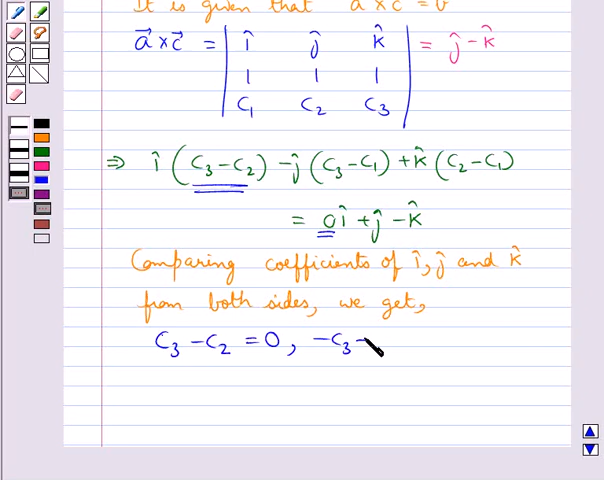 It is given that a⃗ × c⃗ = b⃗
a⃗ × c⃗ = | î ĵ k̂ | = ĵ - k̂
1 1 1
C₁ C₂ C₃
⇒ î (C₃ - C₂) - ĵ (C₃ - C₁) + k̂ (C₂ - C₁)
= 0î + ĵ - k̂
Comparing coefficients of î, ĵ and k̂
from both sides, we get,
C₃ - C₂ = 0, -C₃ -